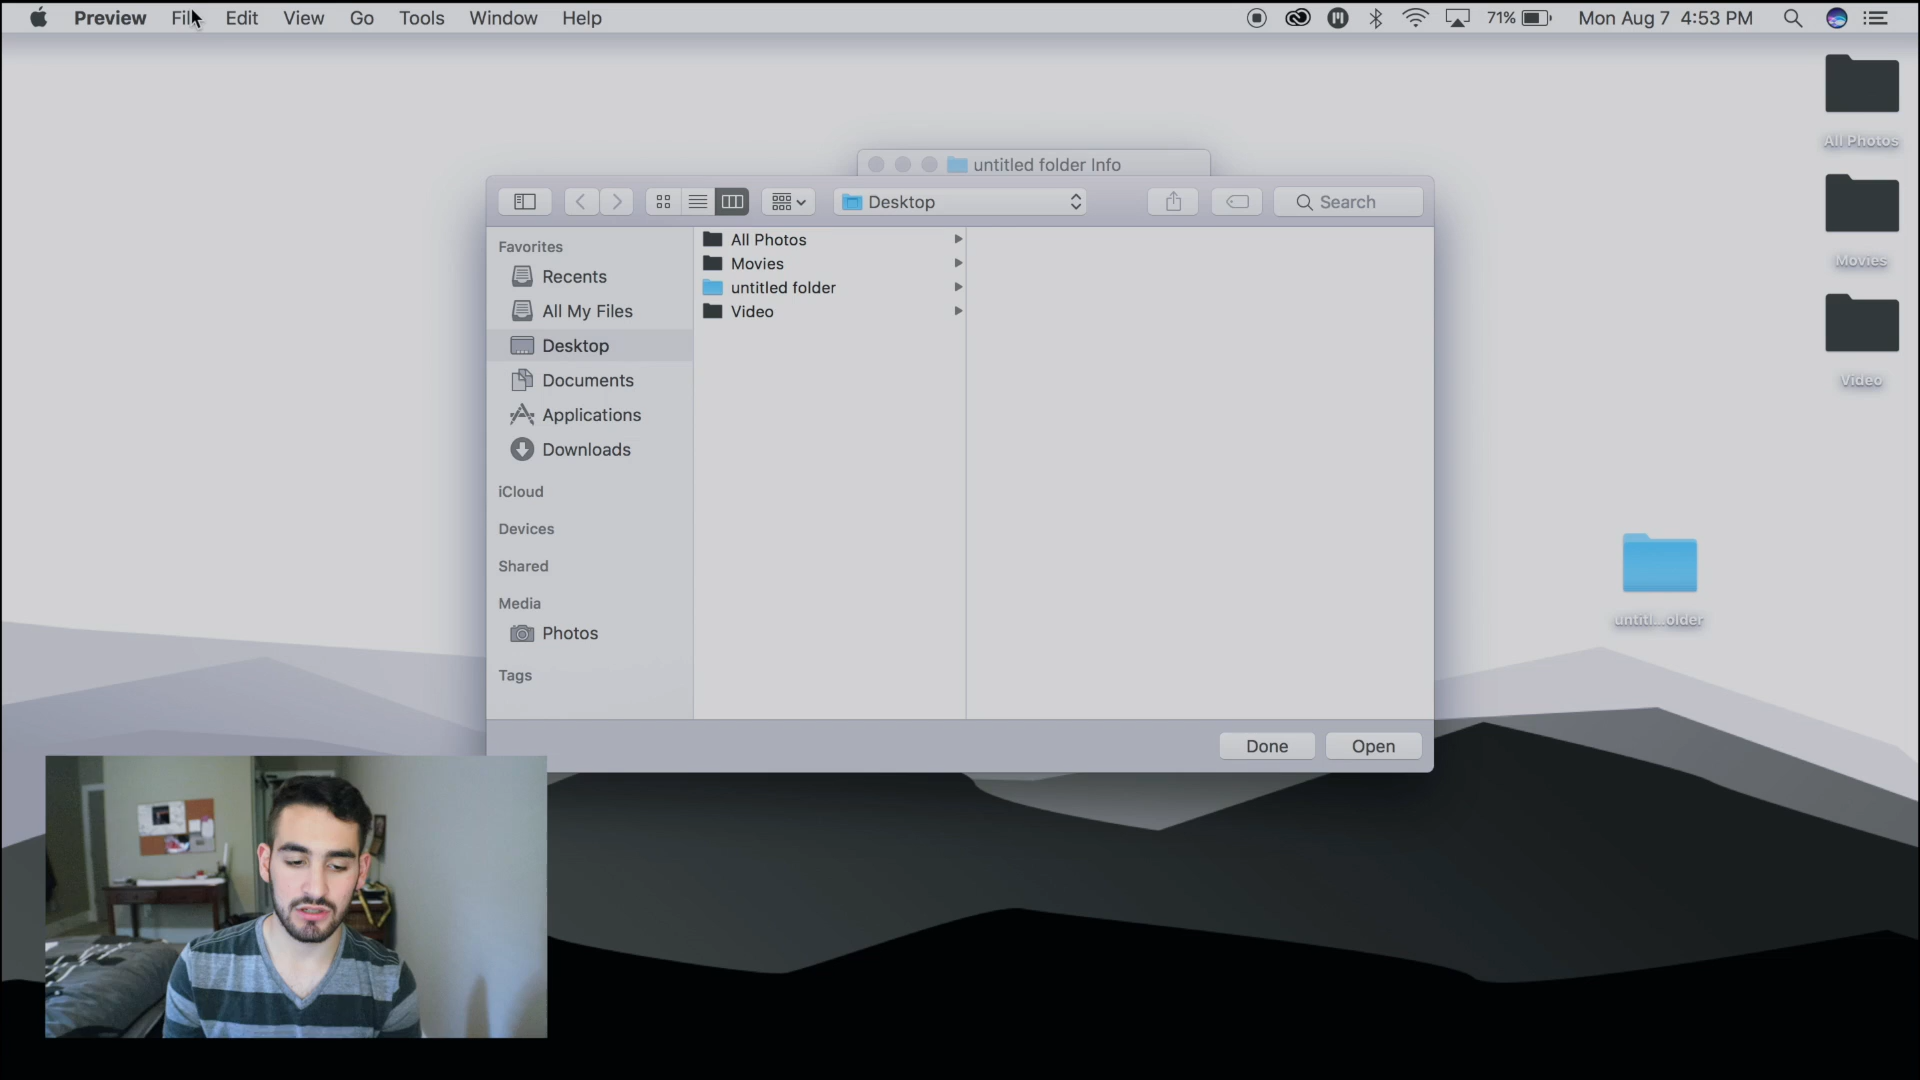 Preview File Edit View Go Tools Window Help 71% Mon Aug 7 4:53 PM
All Photos
Movies
Video
untitl...older
untitled folder Info
Desktop
Search
Favorites
Recents
All My Files
Desktop
Documents
Applications
Downloads
iCloud
Devices
Shared
Media
Photos
Tags
All Photos
Movies
untitled folder
Video
Done
Open